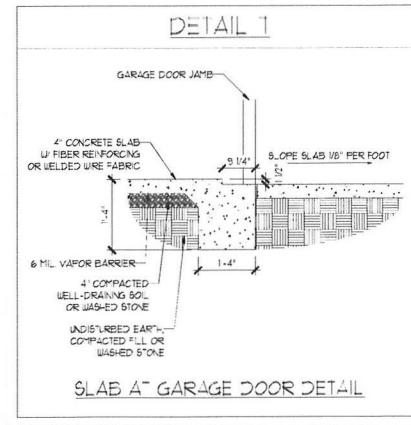 DETAIL 1
GARAGE DOOR JAMB
4" CONCRETE SLAB
W/ FIBER REINFORCING
OR WELDED WIRE FABRIC
9 1/4"
SLOPE SLAB 1/8" PER FOOT
1 1/2"
1'-4"
1'-4"
6 MIL. VAPOR BARRIER
4" COMPACTED
WELL-DRAINING SOIL
OR WASHED STONE
UNDISTURBED EARTH,
COMPACTED FILL OR
WASHED STONE
SLAB AT GARAGE DOOR DETAIL